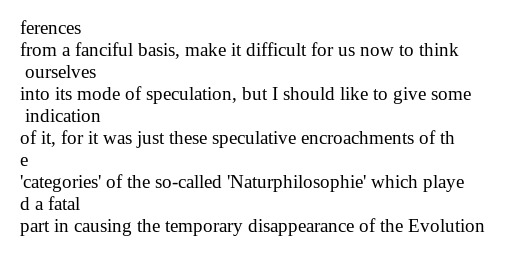 ferences
from a fanciful basis, make it difficult for us now to think
ourselves
into its mode of speculation, but I should like to give some
indication
of it, for it was just these speculative encroachments of th
e
'categories' of the so-called 'Naturphilosophie' which playe
d a fatal
part in causing the temporary disappearance of the Evolution